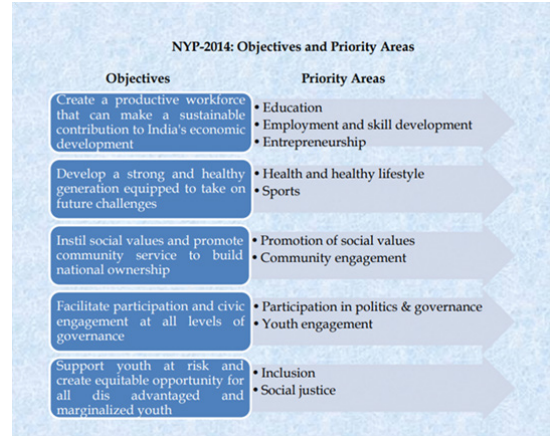 NYP-2014: Objectives and Priority Areas
Objectives
Priority Areas
Create a productive workforce
that can make a sustainable
contribution to India's economic
development
• Education
• Employment and skill development
• Entrepreneurship
Develop a strong and healthy
generation equipped to take on
future challenges
• Health and healthy lifestyle
• Sports
Instil social values and promote
community service to build
national ownership
• Promotion of social values
• Community engagement
Facilitate participation and civic
engagement at all levels of
governance
• Participation in politics & governance
• Youth engagement
Support youth at risk and
create equitable opportunity for
all dis advantaged and
marginalized youth
• Inclusion
• Social justice